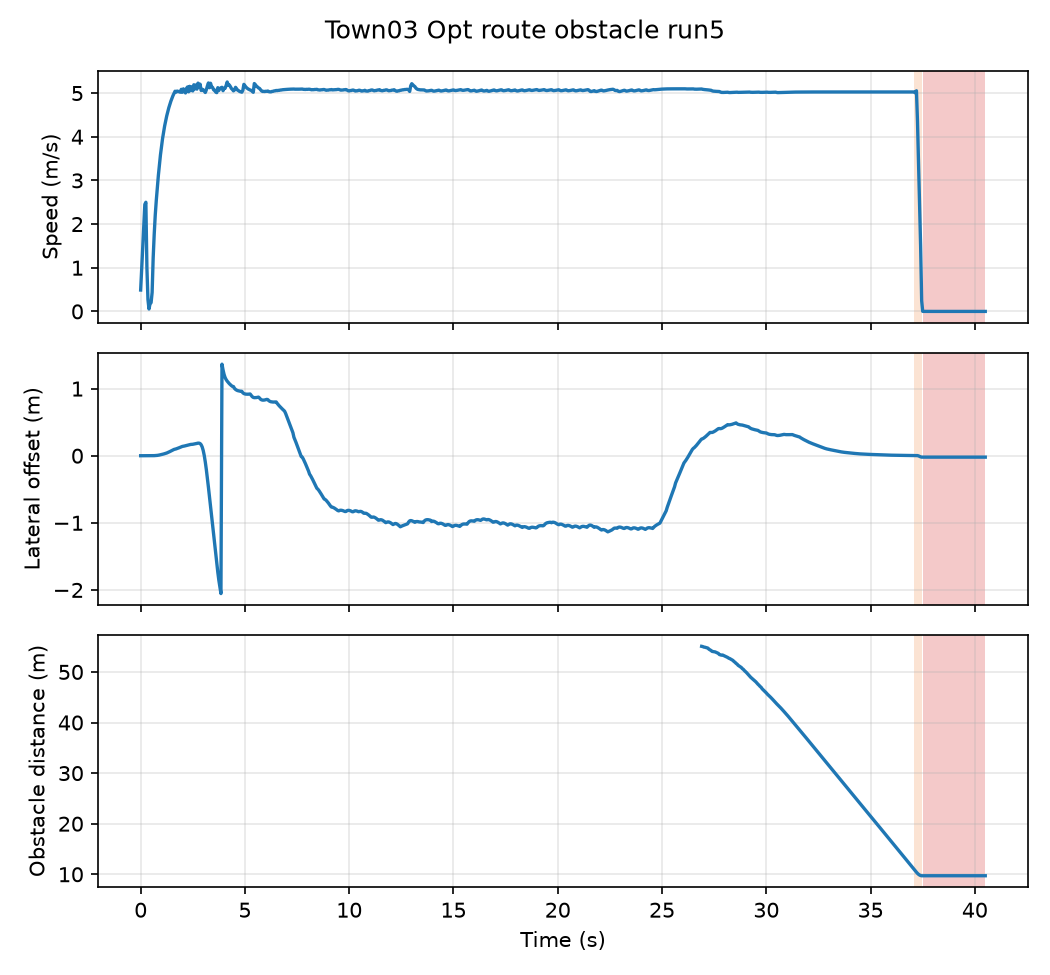 Town03 Opt route obstacle run5
Speed (m/s)
5
4
3
2
1
0
Lateral offset (m)
1
0
−1
−2
Obstacle distance (m)
50
40
30
20
10
0 5 10 15 20 25 30 35 40
Time (s)